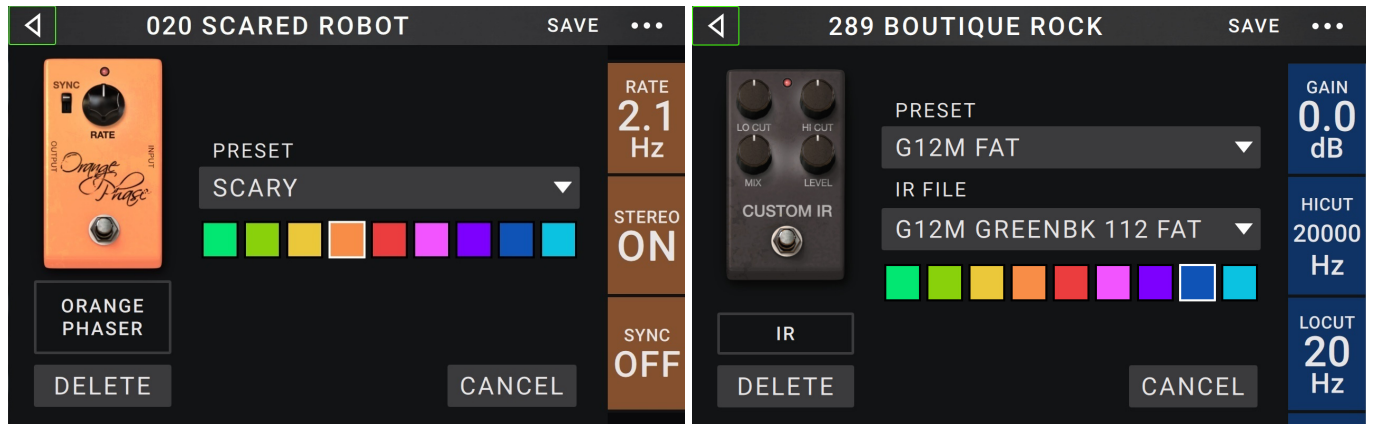 020 SCARED ROBOT
SAVE
SYNC
RATE
OUTPUT
INPUT
Orange
Phase
PRESET
SCARY
ORANGE
PHASER
DELETE
CANCEL
RATE
2.1
Hz
STEREO
ON
SYNC
OFF
289 BOUTIQUE ROCK
SAVE
LO CUT
HI CUT
MIX
LEVEL
CUSTOM IR
PRESET
G12M FAT
IR FILE
G12M GREENBK 112 FAT
IR
DELETE
CANCEL
GAIN
0.0
dB
HICUT
20000
Hz
LOCUT
20
Hz